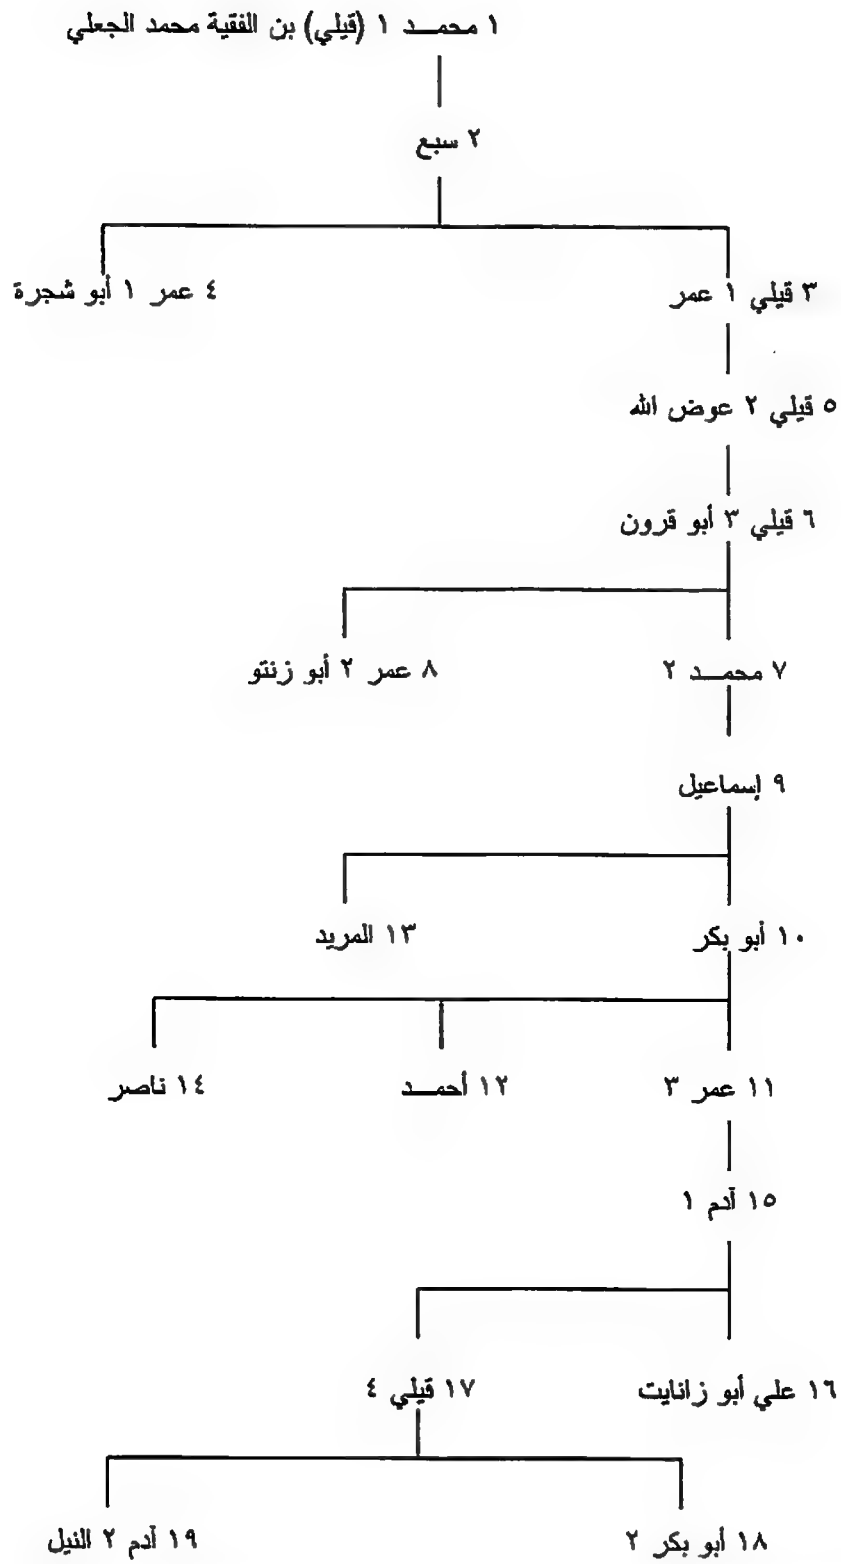 ١ محمـــد ١ (قيلي) بن الفقية محمد الجعلي
٢ سبع
٣ قيلي ١ عمر
٤ عمر ١ أبو شجرة
٥ قيلي ٢ عوض الله
٦ قيلي ٣ أبو قرون
٧ محمـــد ٢
٨ عمر ٢ أبو زنتو
٩ إسماعيل
١٠ أبو بكر
١٣ المريد
١١ عمر ٣
١٢ أحمـــد
١٤ ناصر
١٥ آدم ١
١٦ علي أبو زانايت
١٧ قيلي ٤
١٨ أبو بكر ٢
١٩ آدم ٢ النيل